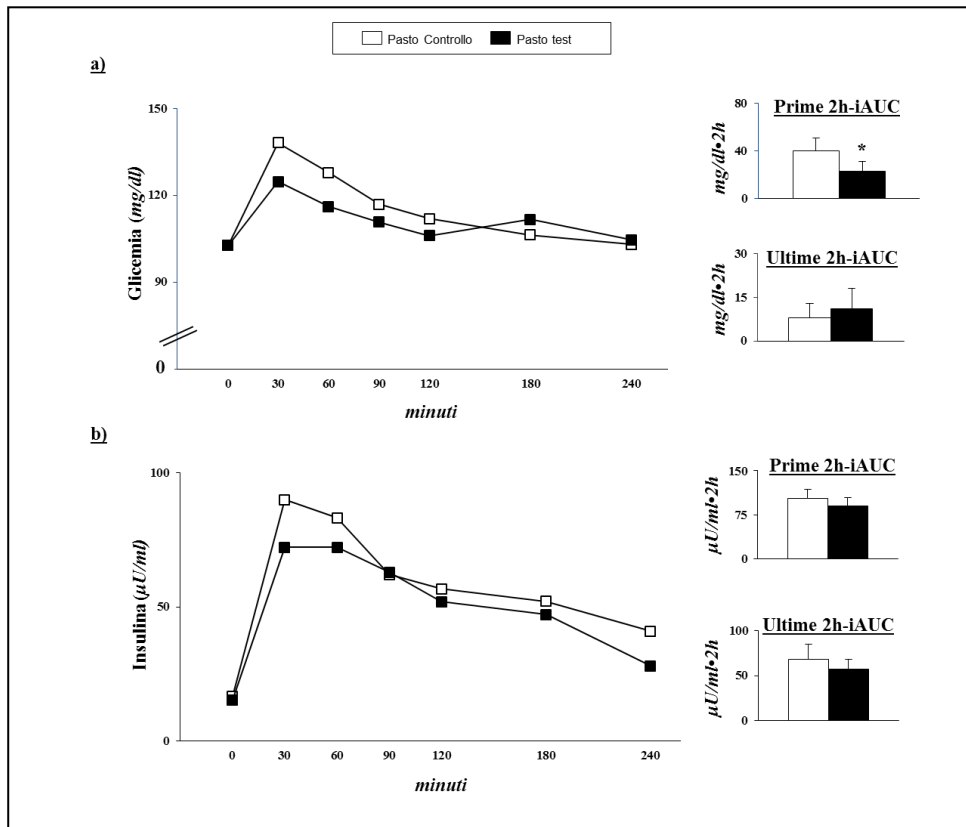 Pasto Controllo Pasto test
a)
Glicemia (mg/dl)
150
120
90
0
0 30 60 90 120 180 240
minuti
Prime 2h-iAUC
mg/dl•2h
80
40
0
*
Ultime 2h-iAUC
mg/dl•2h
30
15
0
b)
Insulina (µU/ml)
100
50
0
0 30 60 90 120 180 240
minuti
Prime 2h-iAUC
µU/ml•2h
150
75
0
Ultime 2h-iAUC
µU/ml•2h
100
50
0